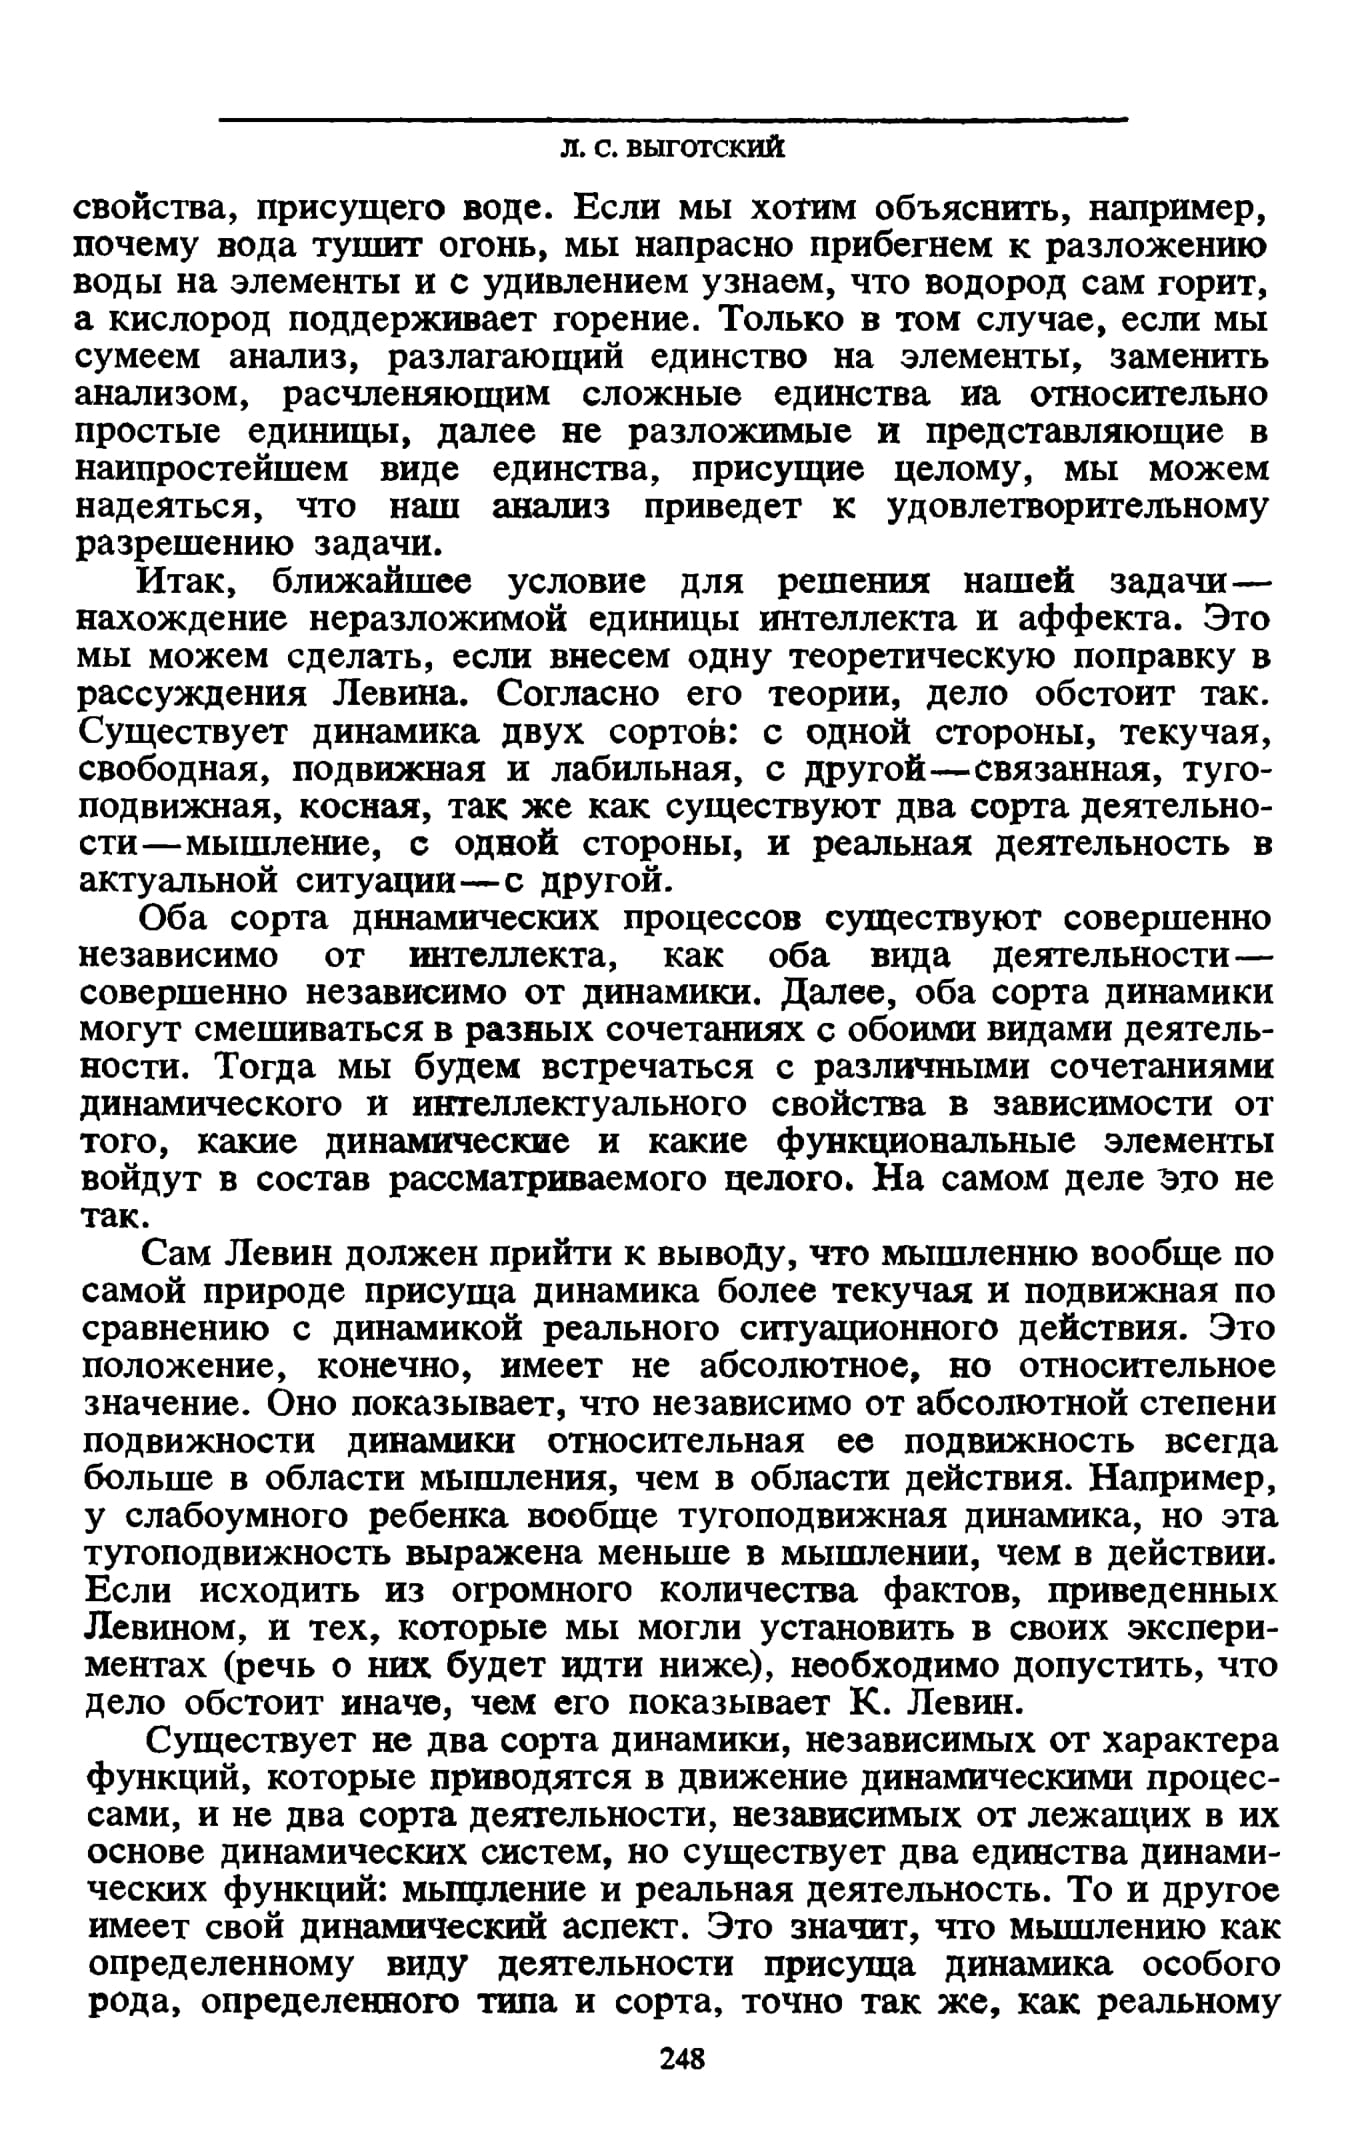 Л. С. ВЫГОТСКИЙ
свойства, присущего воде. Если мы хотим объяснить, например,
почему вода тушит огонь, мы напрасно прибегнем к разложению
воды на элементы и с удивлением узнаем, что водород сам горит,
а кислород поддерживает горение. Только в том случае, если мы
сумеем анализ, разлагающий единство на элементы, заменить
анализом, расчленяющим сложные единства на относительно
простые единицы, далее не разложимые и представляющие в
наипростейшем виде единства, присущие целому, мы можем
надеяться, что наш анализ приведет к удовлетворительному
разрешению задачи.
Итак, ближайшее условие для решения нашей задачи—
нахождение неразложимой единицы интеллекта и аффекта. Это
мы можем сделать, если внесем одну теоретическую поправку в
рассуждения Левина. Согласно его теории, дело обстоит так.
Существует динамика двух сортов: с одной стороны, текучая,
свободная, подвижная и лабильная, с другой—связанная, туго-
подвижная, косная, так же как существуют два сорта деятельно-
сти—мышление, с одной стороны, и реальная деятельность в
актуальной ситуации—с другой.
Оба сорта динамических процессов существуют совершенно
независимо от интеллекта, как оба вида деятельности—
совершенно независимо от динамики. Далее, оба сорта динамики
могут смешиваться в разных сочетаниях с обоими видами деятель-
ности. Тогда мы будем встречаться с различными сочетаниями
динамического и интеллектуального свойства в зависимости от
того, какие динамические и какие функциональные элементы
войдут в состав рассматриваемого целого. На самом деле это не
так.
Сам Левин должен прийти к выводу, что мышлению вообще по
самой природе присуща динамика более текучая и подвижная по
сравнению с динамикой реального ситуационного действия. Это
положение, конечно, имеет не абсолютное, но относительное
значение. Оно показывает, что независимо от абсолютной степени
подвижности динамики относительная ее подвижность всегда
больше в области мышления, чем в области действия. Например,
у слабоумного ребенка вообще тугоподвижная динамика, но эта
тугоподвижность выражена меньше в мышлении, чем в действии.
Если исходить из огромного количества фактов, приведенных
Левином, и тех, которые мы могли установить в своих экспери-
ментах (речь о них будет идти ниже), необходимо допустить, что
дело обстоит иначе, чем его показывает К. Левин.
Существует не два сорта динамики, независимых от характера
функций, которые приводятся в движение динамическими процес-
сами, и не два сорта деятельности, независимых от лежащих в их
основе динамических систем, но существует два единства динами-
ческих функций: мышление и реальная деятельность. То и другое
имеет свой динамический аспект. Это значит, что мышлению как
определенному виду деятельности присуща динамика особого
рода, определенного типа и сорта, точно так же, как реальному
248